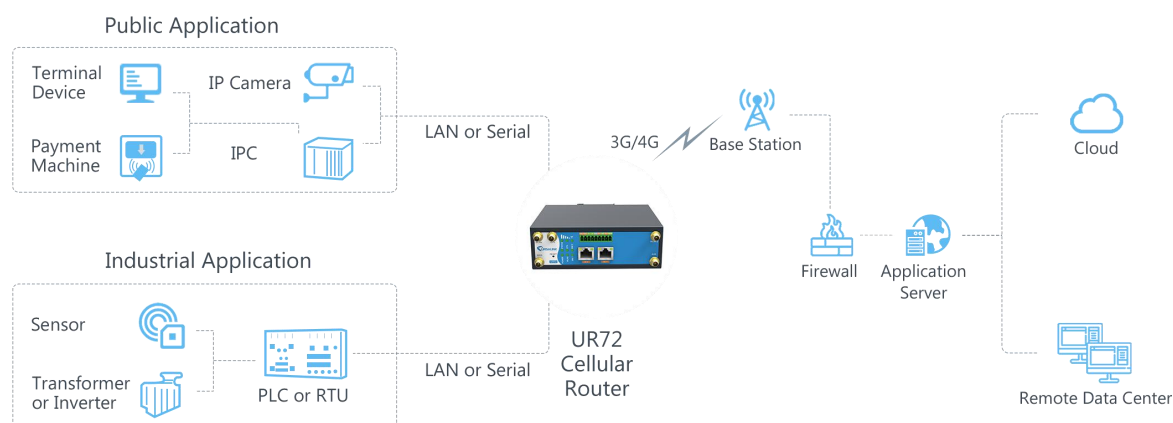 Public Application
Terminal
Device
IP Camera
Payment
Machine
IPC
LAN or Serial
3G/4G
Base Station
Cloud
Firewall
Application
Server
Industrial Application
Sensor
Transformer
or Inverter
PLC or RTU
LAN or Serial
UR72
Cellular
Router
Remote Data Center